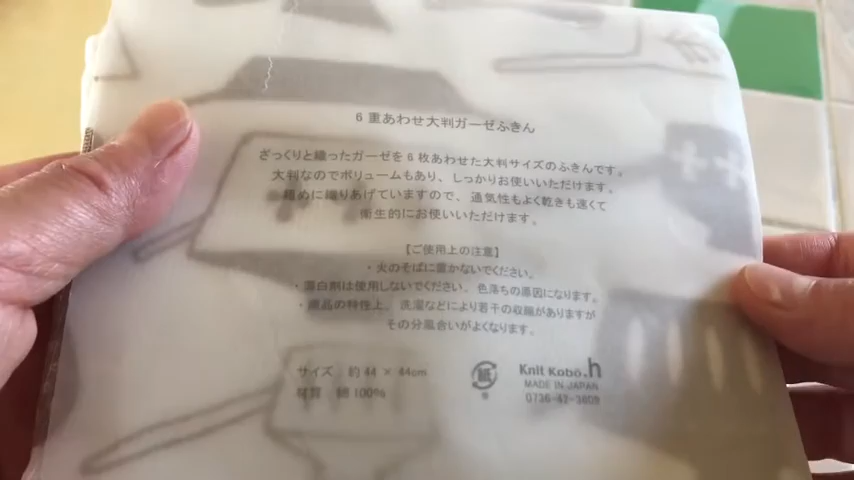 6重あわせ大判ガーゼふきん
ざっくりと織ったガーゼを6枚あわせた大判サイズのふきんです。
大判なのでボリュームもあり、しっかりお使いいただけます。
粗めに織りあげていますので、通気性もよく乾きも速くて
衛生的にお使いいただけます。
【ご使用上の注意】
・火のそばに置かないでください。
・漂白剤は使用しないでください。色落ちの原因になります。
・商品の特性上、洗濯などにより若干の収縮がありますが
その分風合いがよくなります。
サイズ 約44×44cm
材質 綿100%
紙
Knit Kobo.h
MADE IN JAPAN
0736-42-3609